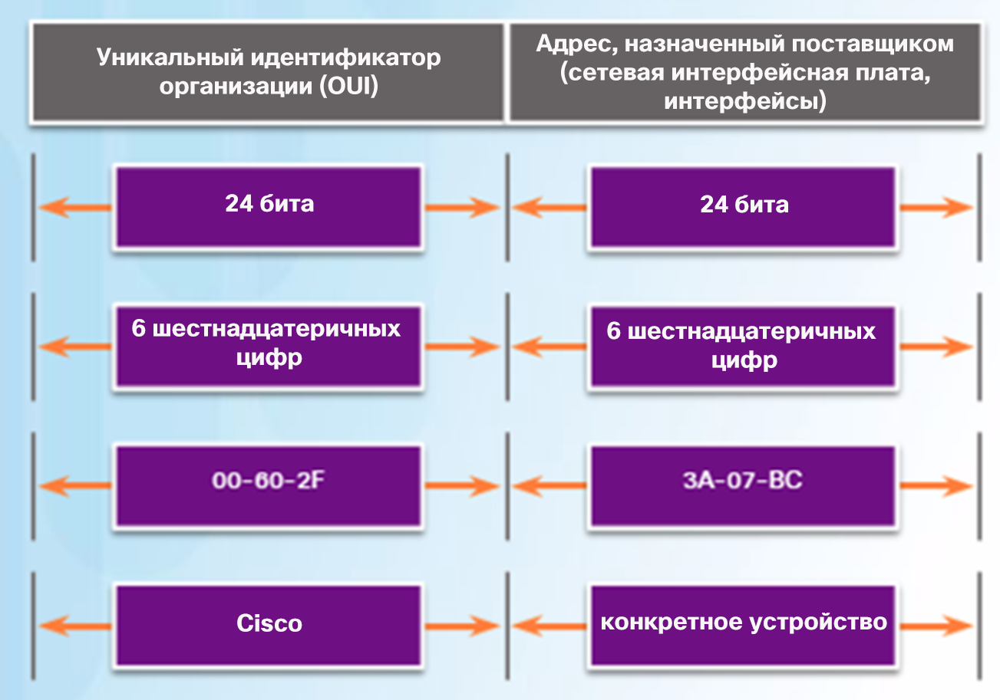 Уникальный идентификатор
организации (OUI)
Адрес, назначенный поставщиком
(сетевая интерфейсная плата,
интерфейсы)
24 бита
24 бита
6 шестнадцатеричных
цифр
6 шестнадцатеричных
цифр
00-60-2F
3A-07-BC
Cisco
конкретное устройство